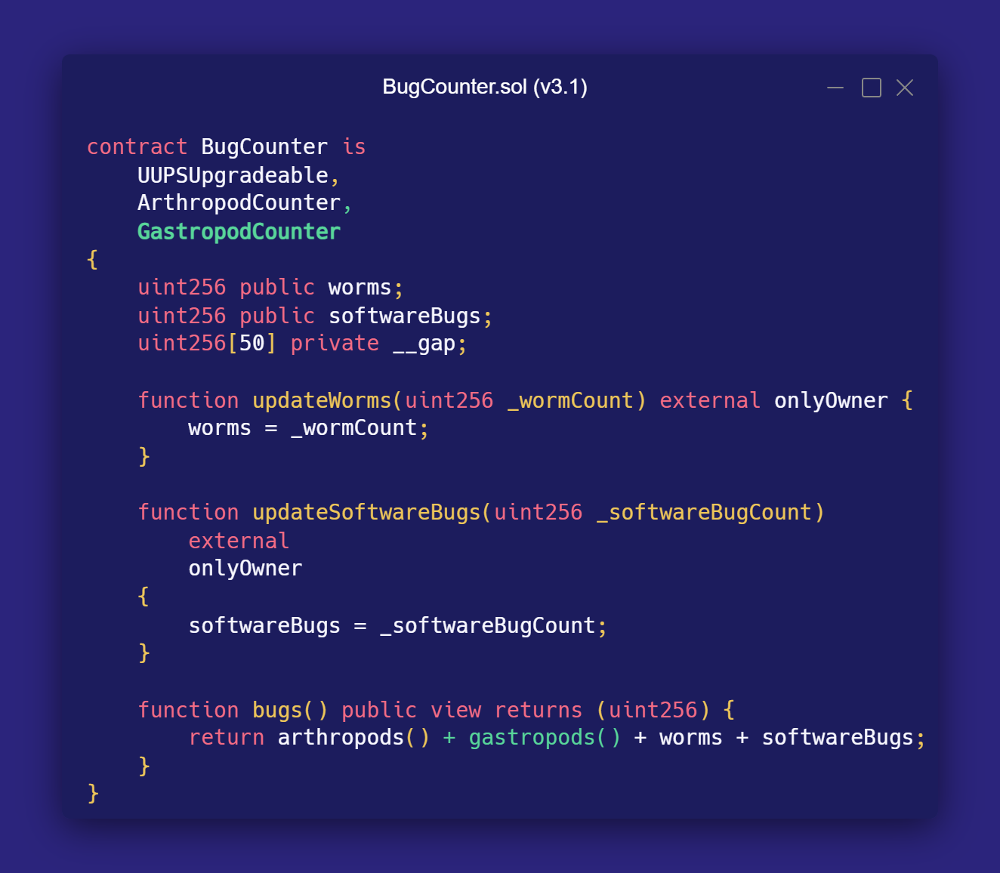 BugCounter.sol (v3.1)
contract BugCounter is
    UUPSUpgradeable,
    ArthropodCounter,
    GastropodCounter
{
    uint256 public worms;
    uint256 public softwareBugs;
    uint256[50] private __gap;

    function updateWorms(uint256 _wormCount) external onlyOwner {
        worms = _wormCount;
    }

    function updateSoftwareBugs(uint256 _softwareBugCount)
        external
        onlyOwner
    {
        softwareBugs = _softwareBugCount;
    }

    function bugs() public view returns (uint256) {
        return arthropods() + gastropods() + worms + softwareBugs;
    }
}